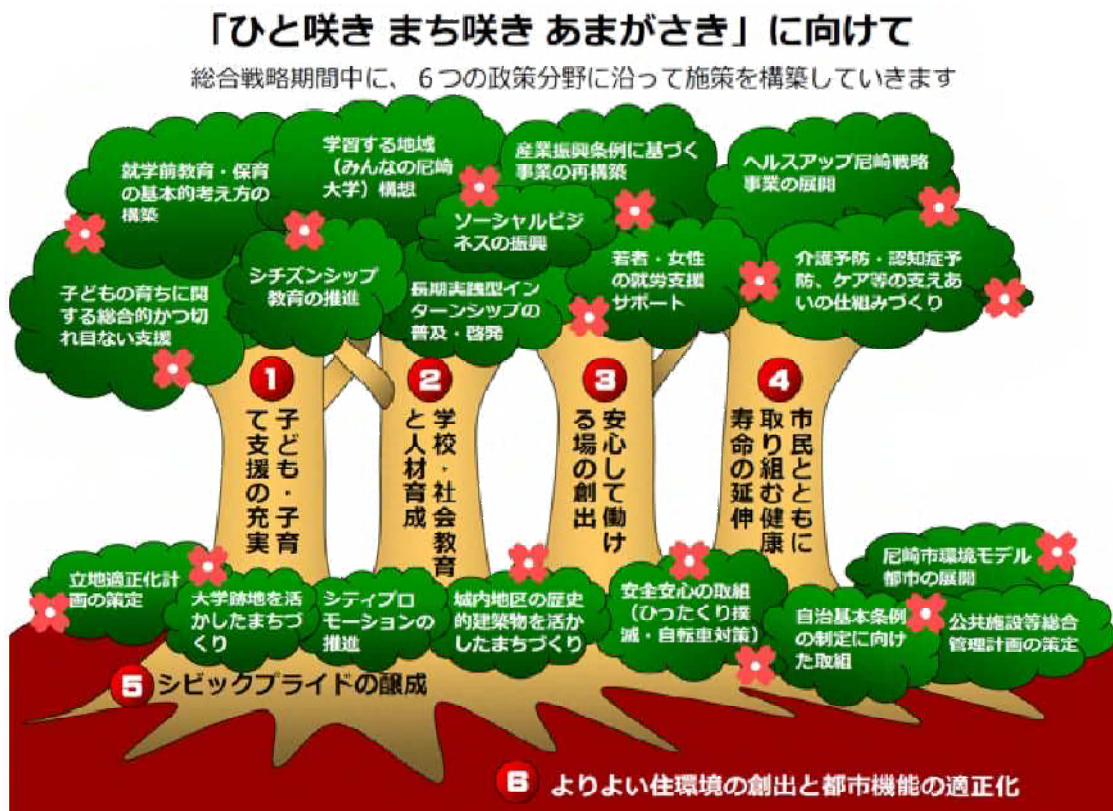 「ひと咲き まち咲き あまがさき」に向けて
総合戦略期間中に、６つの政策分野に沿って施策を構築していきます
就学前教育・保育
の基本的考え方の
構築
学習する地域
（みんなの尼崎
大学）構想
産業振興条例に基づく
事業の再構築
ヘルスアップ尼崎戦略
事業の展開
ソーシャルビジ
ネスの振興
子どもの育ちに関
する総合的かつ切
れ目ない支援
シチズンシップ
教育の推進
長期実践型イン
ターンシップの
普及・啓発
若者・女性
の就労支援
サポート
介護予防・認知症予
防、ケア等の支えあ
いの仕組みづくり
1
子ども・子育
て支援の充実
2
学校・社会教育
と人材育成
3
安心して働け
る場の創出
4
市民とともに
取り組む健康
寿命の延伸
立地適正化計
画の策定
大学跡地を活
かしたまちづ
くり
シティプロ
モーションの
推進
城内地区の歴史
的建築物を活か
したまちづくり
安全安心の取組
（ひったくり撲
滅・自転車対策）
自治基本条例
の制定に向け
た取組
尼崎市環境モデル
都市の展開
公共施設等総合
管理計画の策定
5 シビックプライドの醸成
6 よりよい住環境の創出と都市機能の適正化